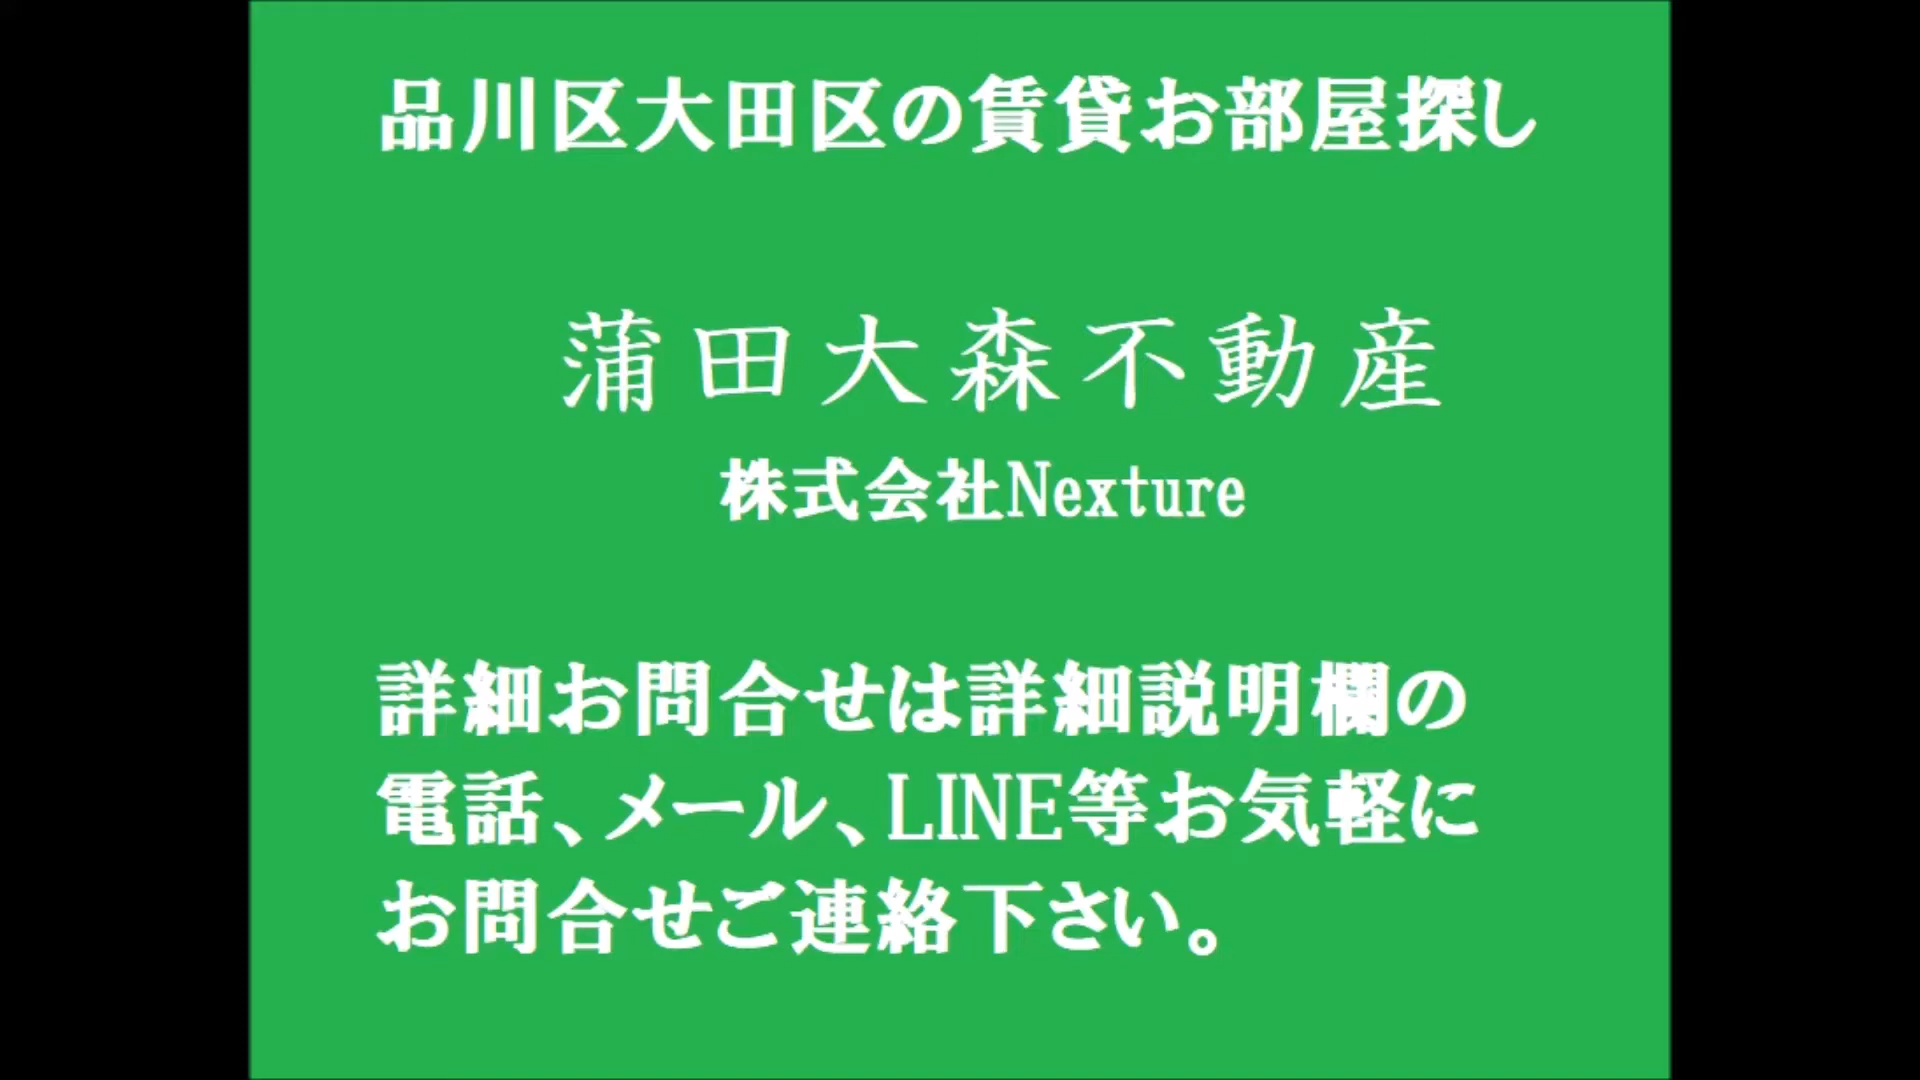 品川区大田区の賃貸お部屋探し
蒲田大森不動産
株式会社Nexture
詳細お問合せは詳細説明欄の
電話、メール、LINE等お気軽に
お問合せご連絡下さい。